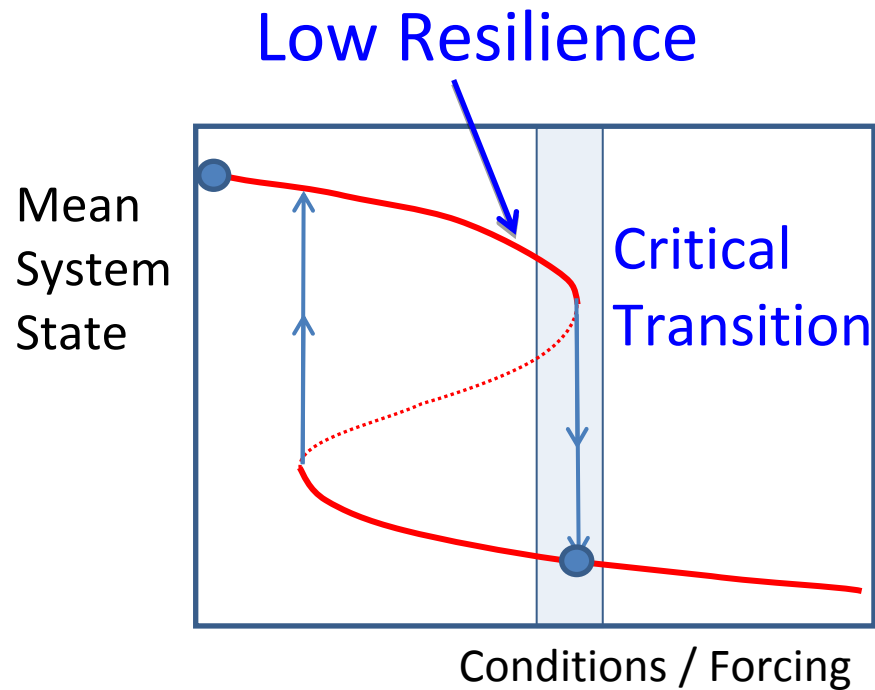 Low Resilience
Mean
System
State
Critical
Transition
Conditions / Forcing